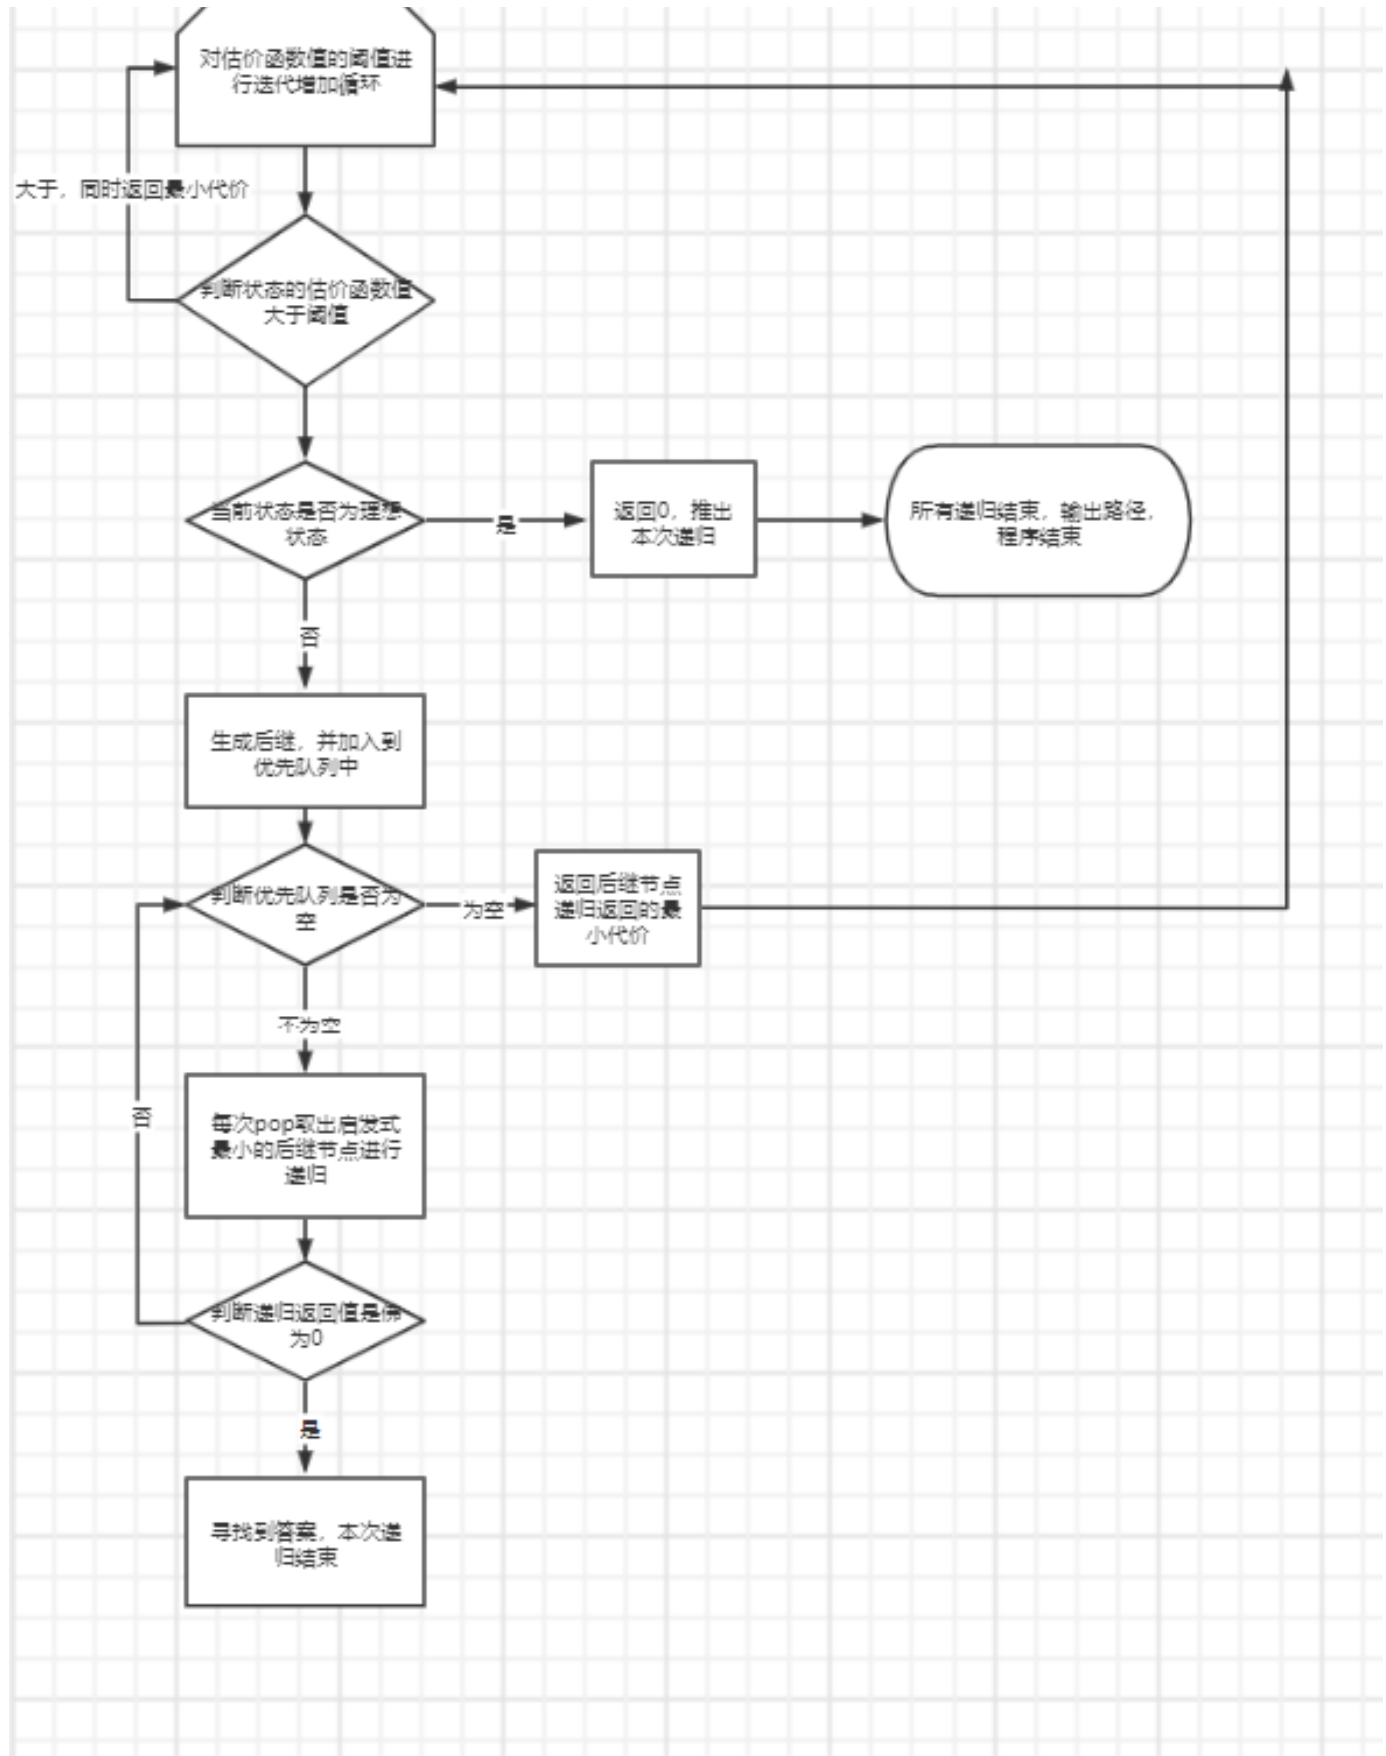 对估价函数值的阈值进
行迭代增加循环
大于，同时返回最小代价
判断状态的估价函数值
大于阈值
当前状态是否为理想
状态
是
返回0，推出
本次递归
所有递归结束，输出路径，
程序结束
否
生成后继，并加入到
优先队列中
判断优先队列是否为
空
为空
返回后继节点
递归返回的最
小代价
不为空
每次pop取出启发式
最小的后继节点进行
递归
否
判断递归返回值是佛
为0
是
寻找到答案，本次递
归结束